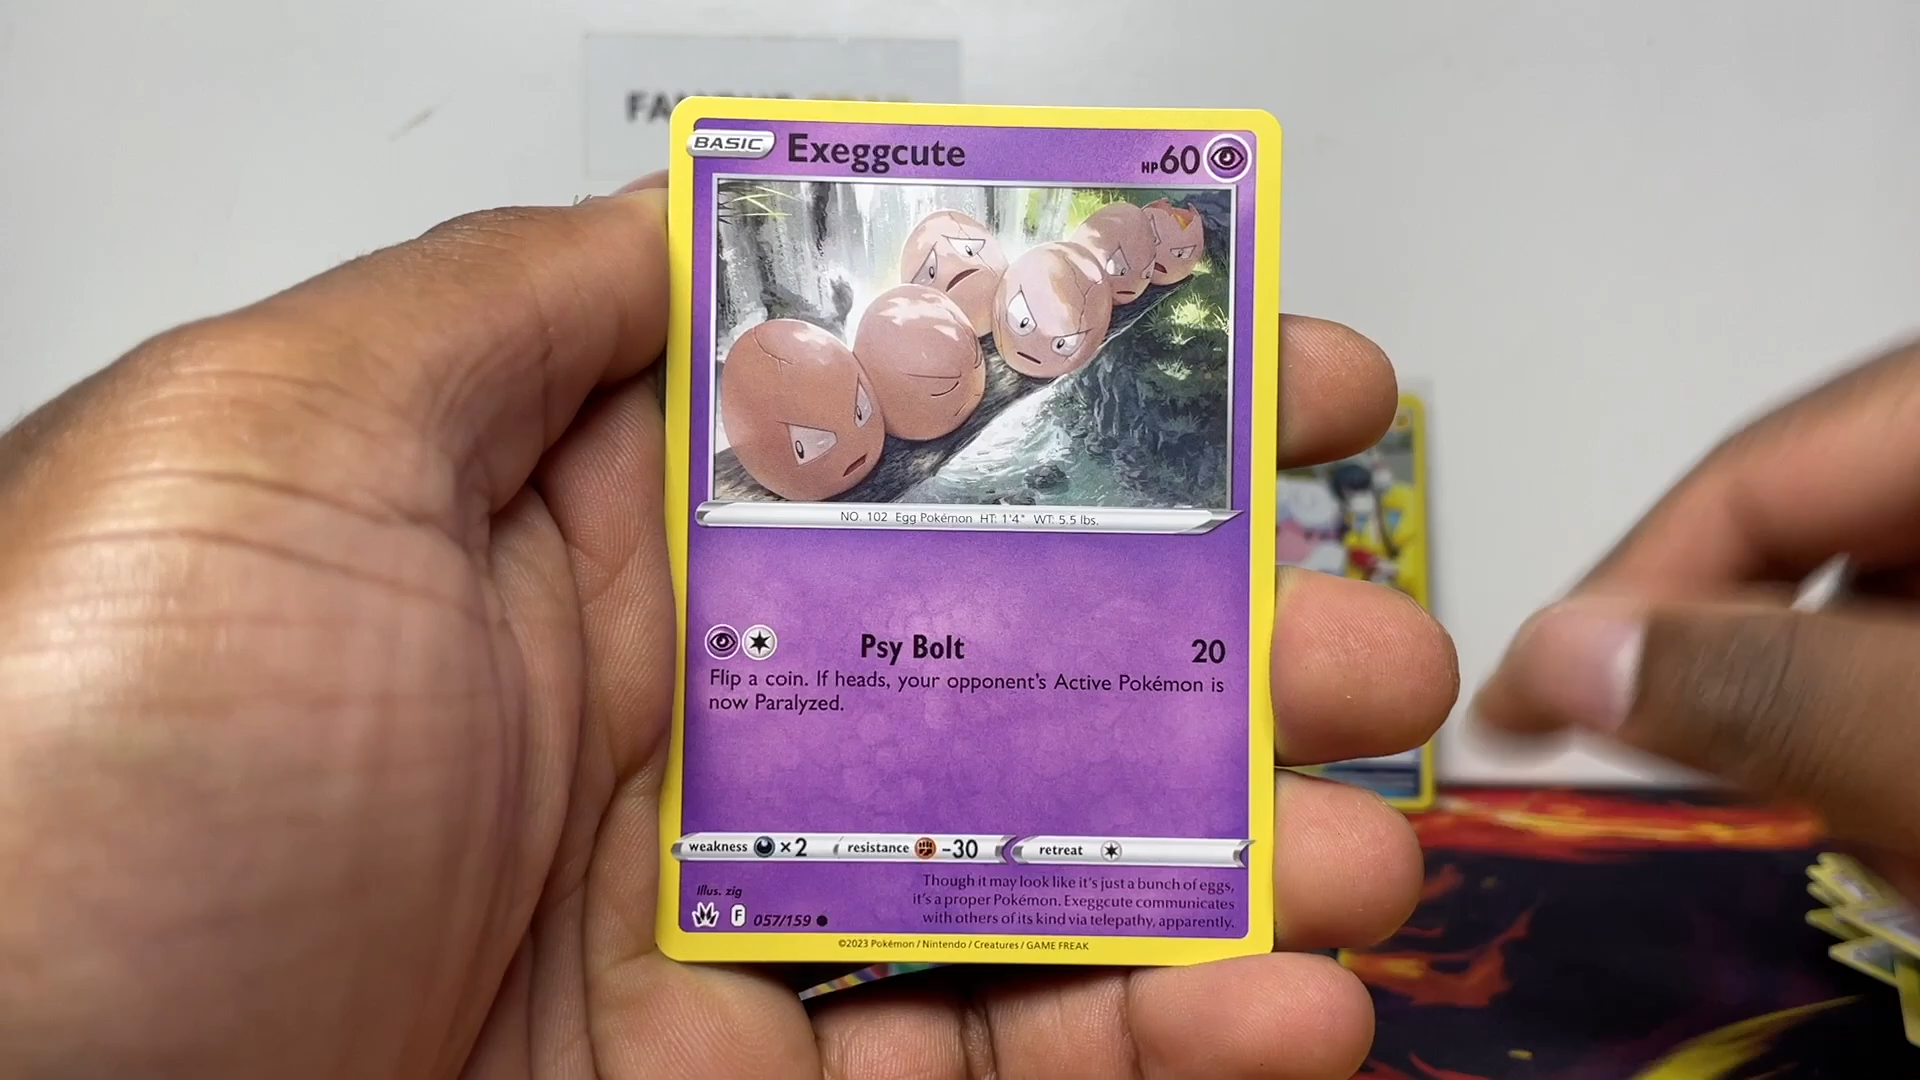 BASIC Exeggcute HP 60
NO. 102 Egg Pokémon HT: 1'4" WT: 5.5 lbs.
Psy Bolt 20
Flip a coin. If heads, your opponent's Active Pokémon is
now Paralyzed.
weakness ×2 resistance -30 retreat
Illus. zig
Though it may look like it's just a bunch of eggs,
it's a proper Pokémon. Exeggcute communicates
with others of its kind via telepathy, apparently.
F 057/159
©2023 Pokémon / Nintendo / Creatures / GAME FREAK